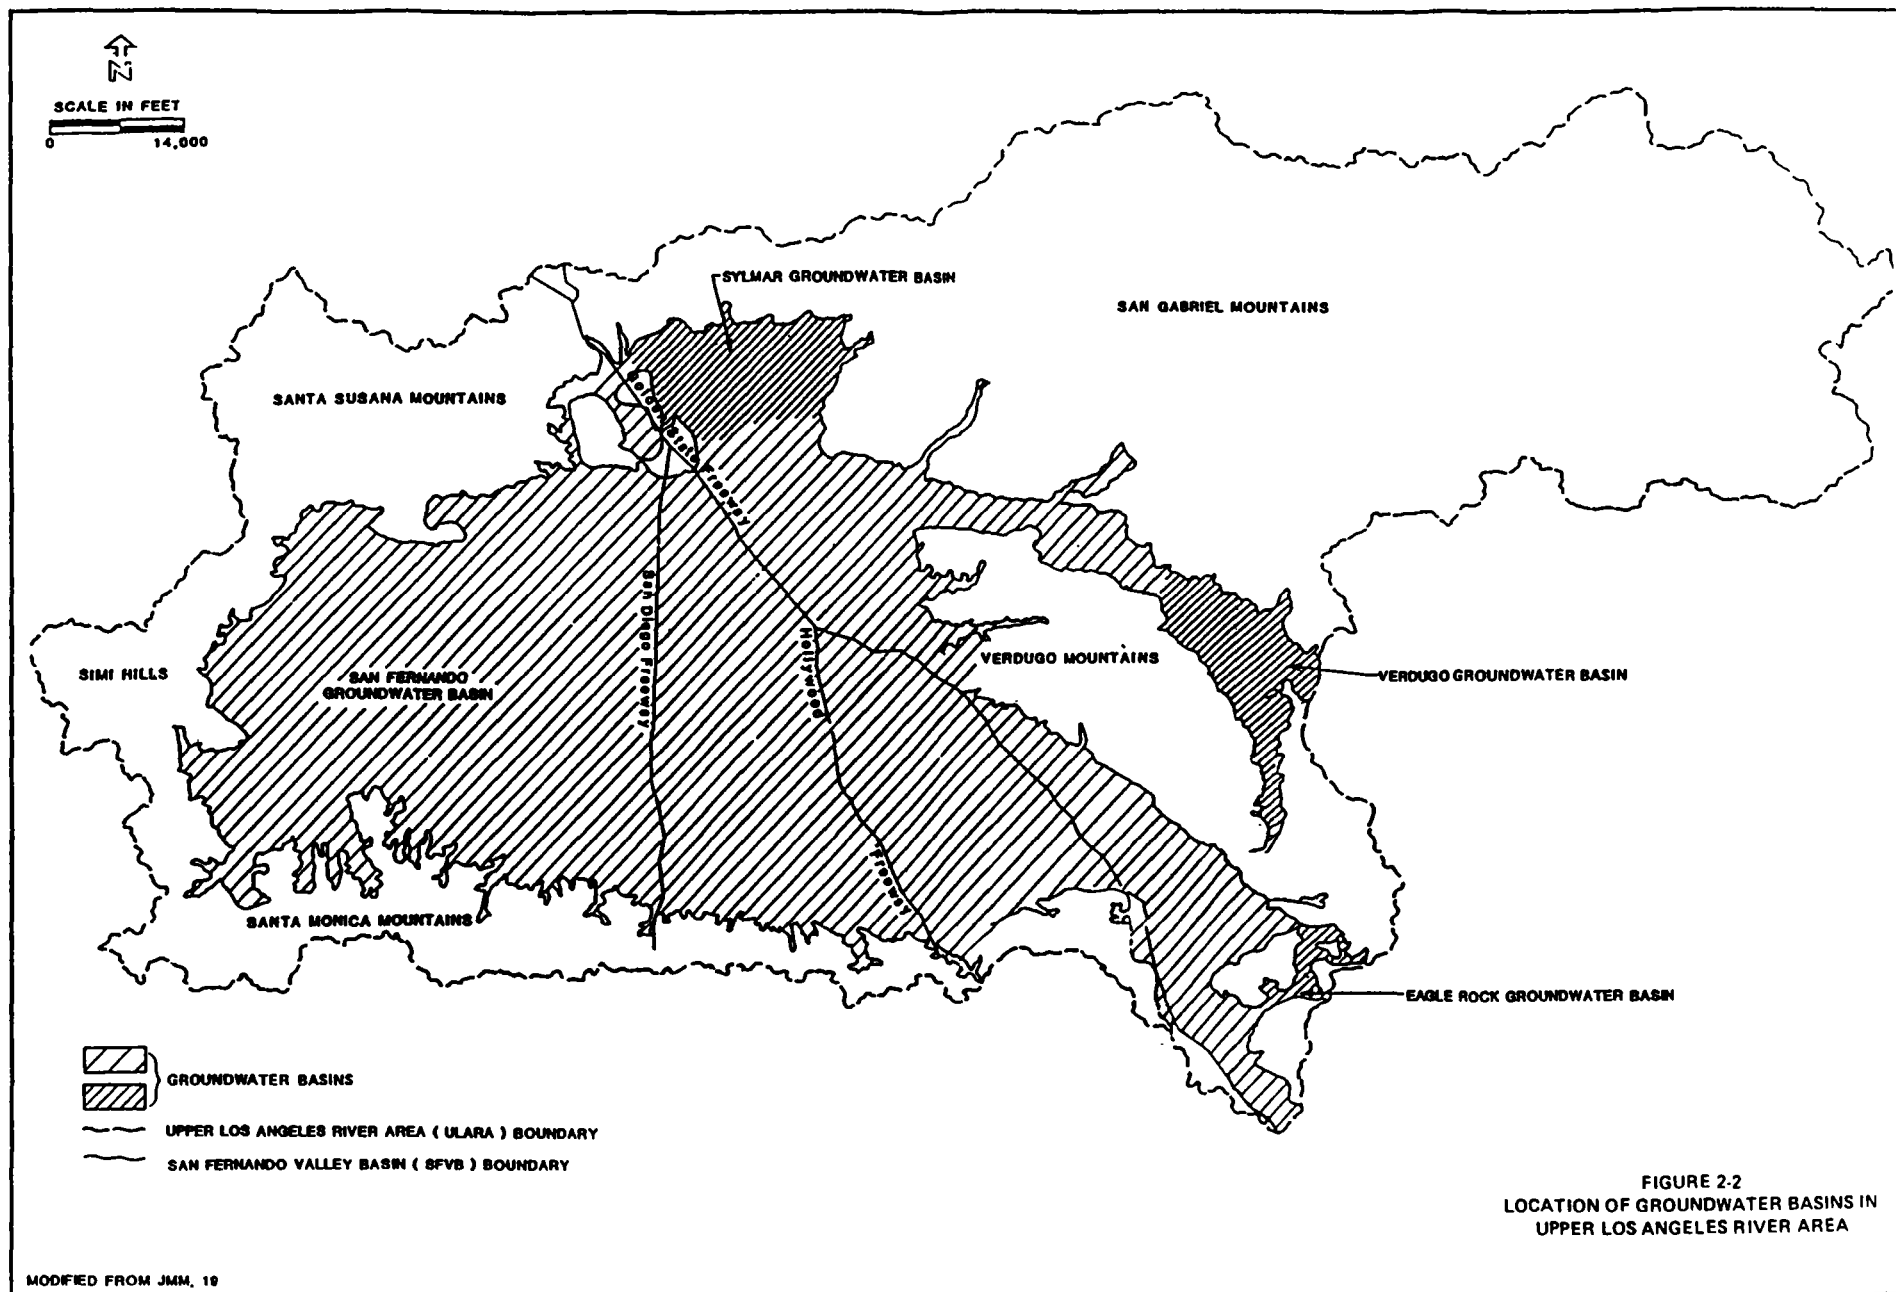 N
SCALE IN FEET
0 14,000
SYLMAR GROUNDWATER BASIN
SAN GABRIEL MOUNTAINS
SANTA SUSANA MOUNTAINS
Golden State Freeway
San Diego Freeway
Hollywood
Freeway
VERDUGO MOUNTAINS
SIMI HILLS
SAN FERNANDO
GROUNDWATER BASIN
VERDUGO GROUNDWATER BASIN
SANTA MONICA MOUNTAINS
EAGLE ROCK GROUNDWATER BASIN
GROUNDWATER BASINS
UPPER LOS ANGELES RIVER AREA ( ULARA ) BOUNDARY
SAN FERNANDO VALLEY BASIN ( SFVB ) BOUNDARY
FIGURE 2-2
LOCATION OF GROUNDWATER BASINS IN
UPPER LOS ANGELES RIVER AREA
MODIFIED FROM JMM, 19